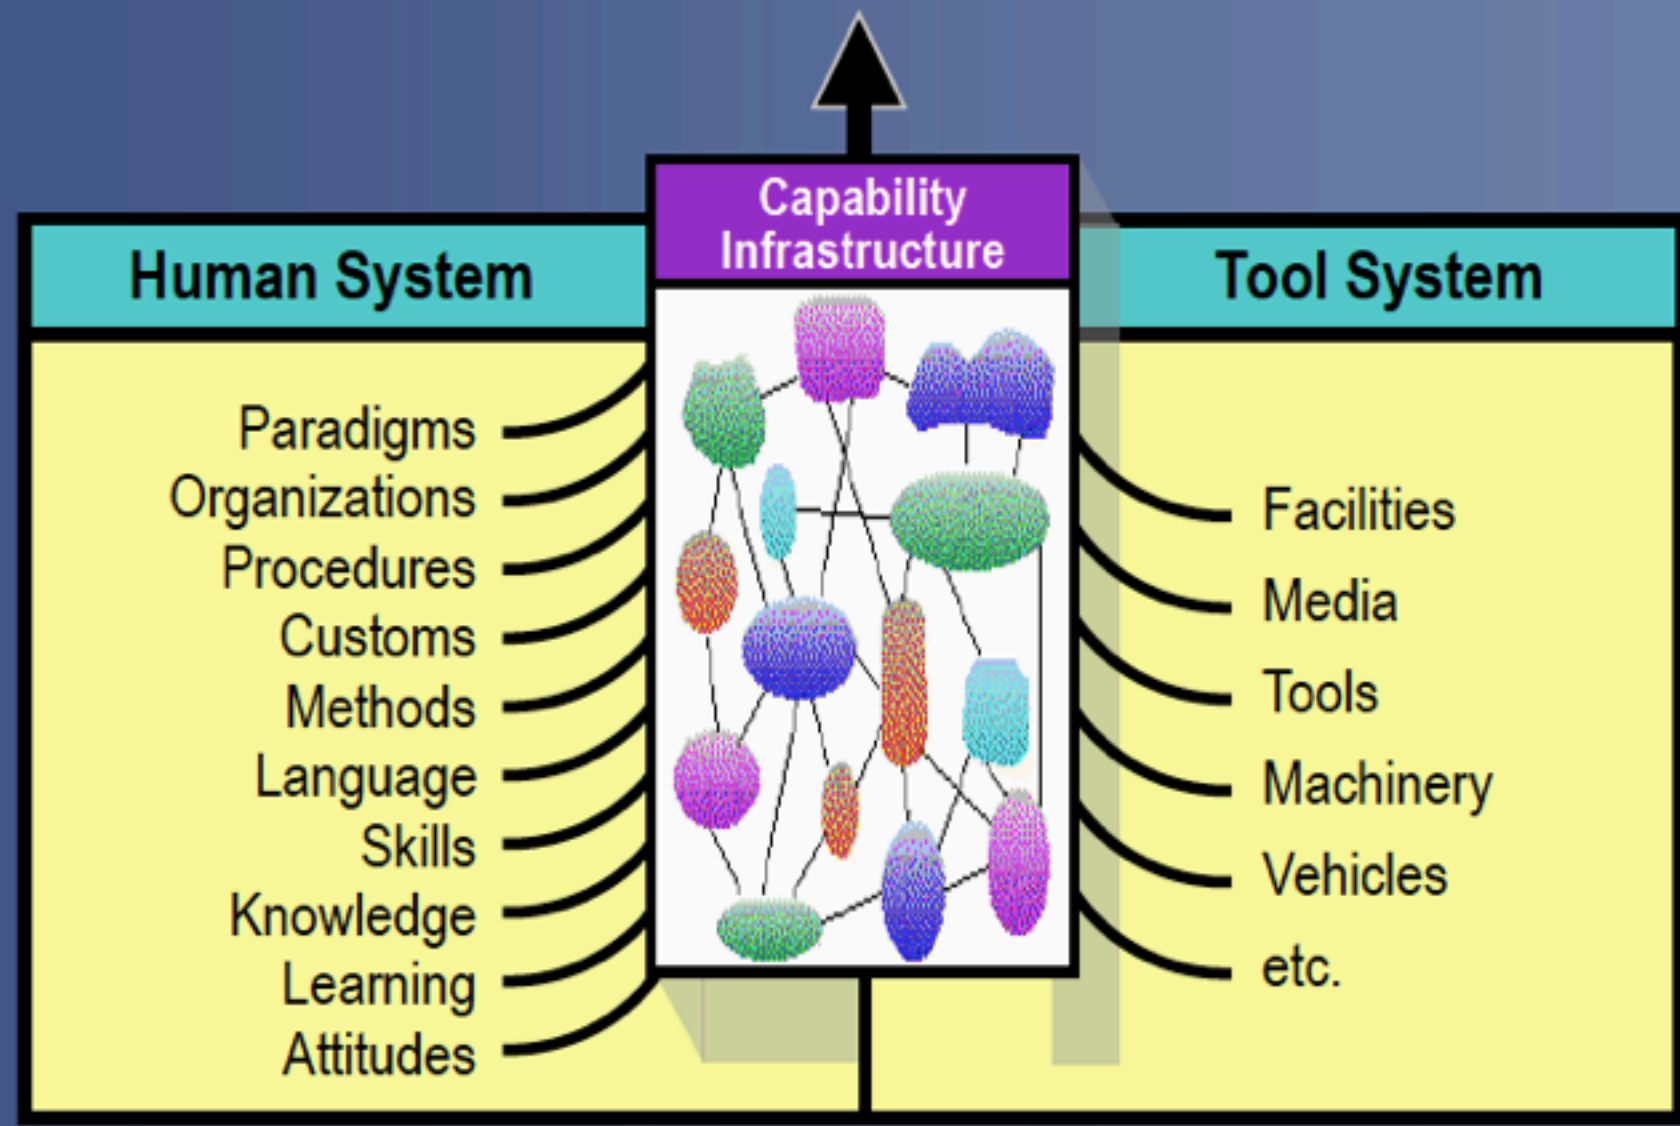 Capability
Infrastructure
Human System
Paradigms
Organizations
Procedures
Customs
Methods
Language
Skills
Knowledge
Learning
Attitudes
Tool System
Facilities
Media
Tools
Machinery
Vehicles
etc.